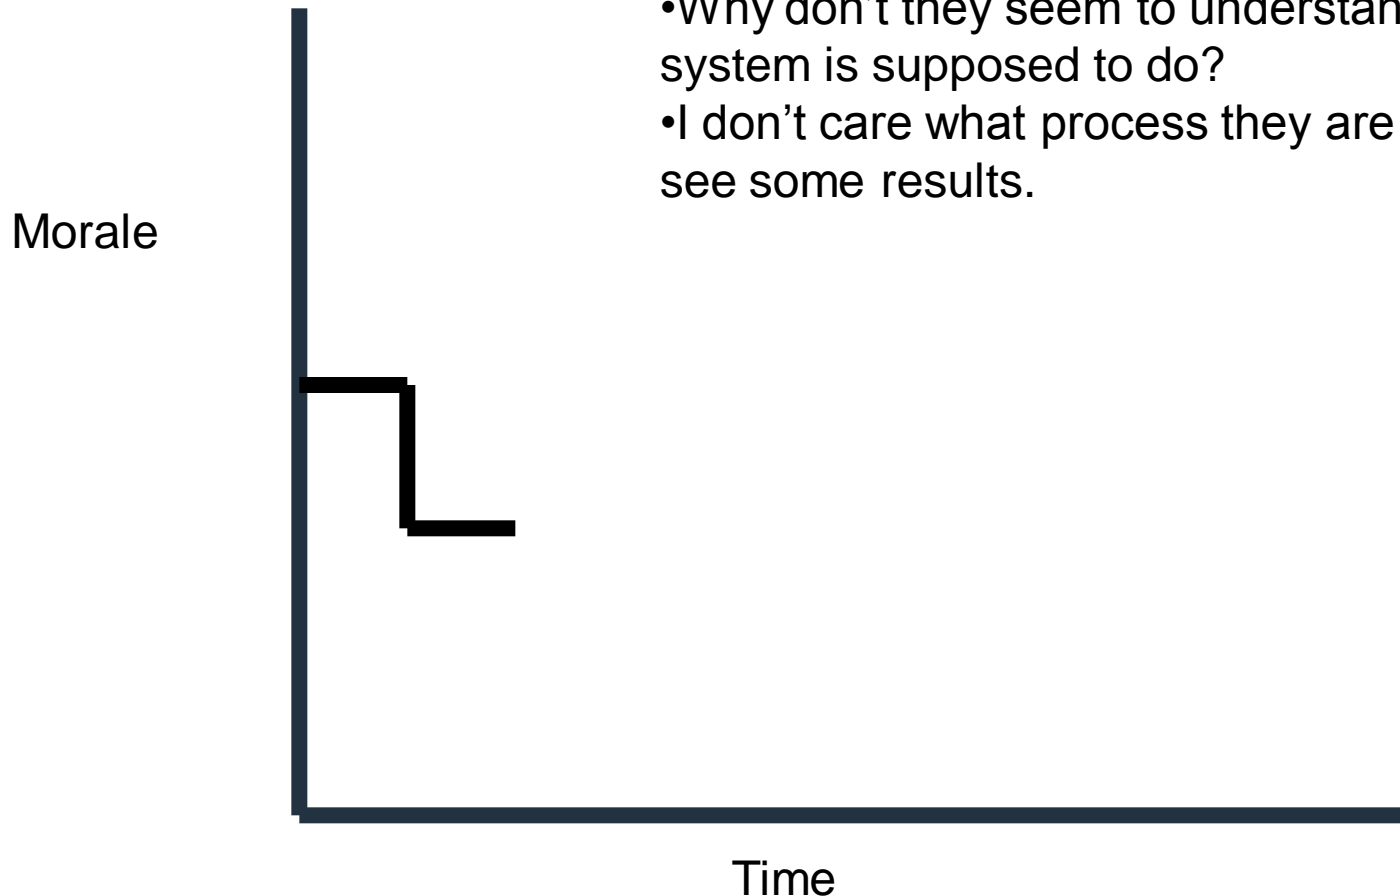 •Why don't they seem to understan
system is supposed to do?
•I don't care what process they are
see some results.
Morale
Time